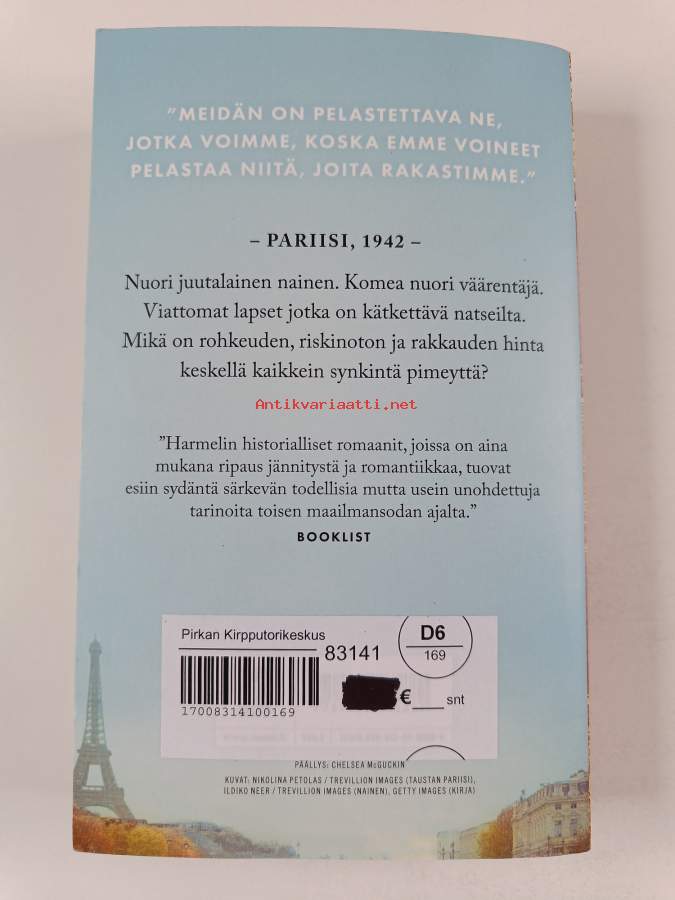 ”MEIDÄN ON PELASTETTAVA NE,
JOTKA VOIMME, KOSKA EMME VOINEET
PELASTAA NIITÄ, JOITA RAKASTIMME.”
– PARIISI, 1942 –
Nuori juutalainen nainen. Komea nuori väärentäjä.
Viattomat lapset jotka on kätkettävä natseilta.
Mikä on rohkeuden, riskinoton ja rakkauden hinta
keskellä kaikkein synkintä pimeyttä?
Antikvariaatti.net
”Harmelin historialliset romaanit, joissa on aina
mukana ripaus jännitystä ja romantiikkaa, tuovat
esiin sydäntä särkevän todellisia mutta usein unohdettuja
tarinoita toisen maailmansodan ajalta.”
BOOKLIST
Pirkan Kirpputorikeskus
D6
83141
169
€___ snt
17008314100169
PÄÄLLYS: CHELSEA McGUCKIN
KUVAT: NIKOLINA PETOLAS / TREVILLION IMAGES (TAUSTAN PARIISI),
ILDIKO NEER / TREVILLION IMAGES (NAINEN), GETTY IMAGES (KIRJA)